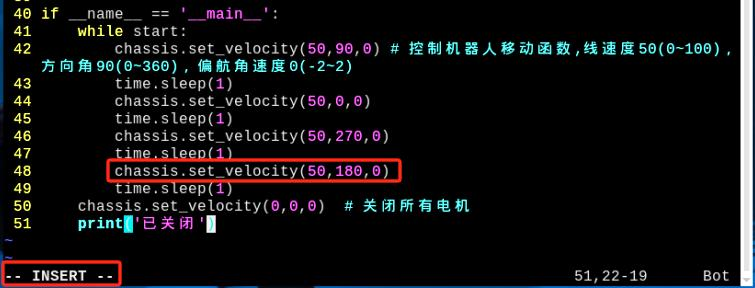 40 if __name__ == '__main__':
41     while start:
42         chassis.set_velocity(50,90,0) # 控制机器人移动函数,线速度50(0~100),
方向角90(0~360), 偏航角速度0(-2~2)
43         time.sleep(1)
44         chassis.set_velocity(50,0,0)
45         time.sleep(1)
46         chassis.set_velocity(50,270,0)
47         time.sleep(1)
48         chassis.set_velocity(50,180,0)
49         time.sleep(1)
50     chassis.set_velocity(0,0,0)  # 关闭所有电机
51     print('已关闭')
~
~
-- INSERT -- 51,22-19 Bot